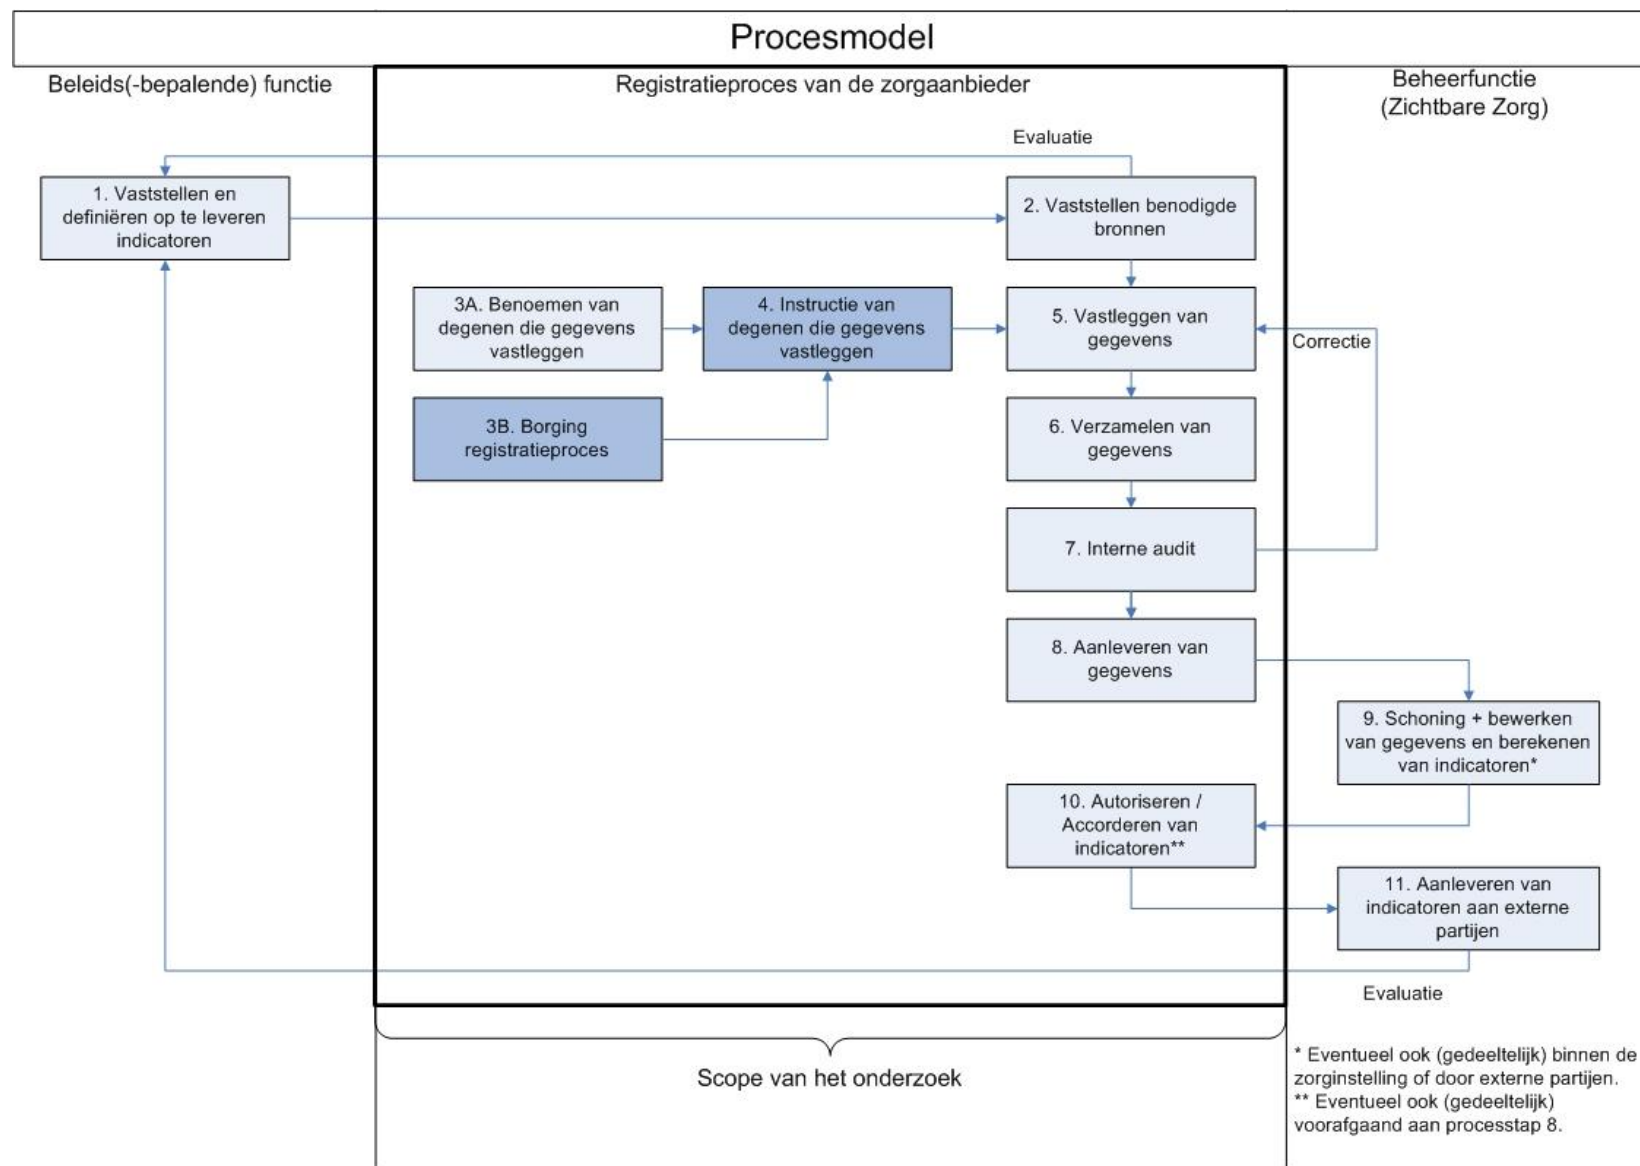 Procesmodel
Beleids(-bepalende) functie
Registratieproces van de zorgaanbieder
Beheerfunctie
(Zichtbare Zorg)
Evaluatie
1. Vaststellen en
definiëren op te leveren
indicatoren
2. Vaststellen benodigde
bronnen
3A. Benoemen van
degenen die gegevens
vastleggen
4. Instructie van
degenen die gegevens
vastleggen
5. Vastleggen van
gegevens
Correctie
3B. Borging
registratieproces
6. Verzamelen van
gegevens
7. Interne audit
8. Aanleveren van
gegevens
9. Schoning + bewerken
van gegevens en berekenen
van indicatoren*
10. Autoriseren /
Accorderen van
indicatoren**
11. Aanleveren van
indicatoren aan externe
partijen
Evaluatie
Scope van het onderzoek
* Eventueel ook (gedeeltelijk) binnen de
zorginstelling of door externe partijen.
** Eventueel ook (gedeeltelijk)
voorafgaand aan processtap 8.